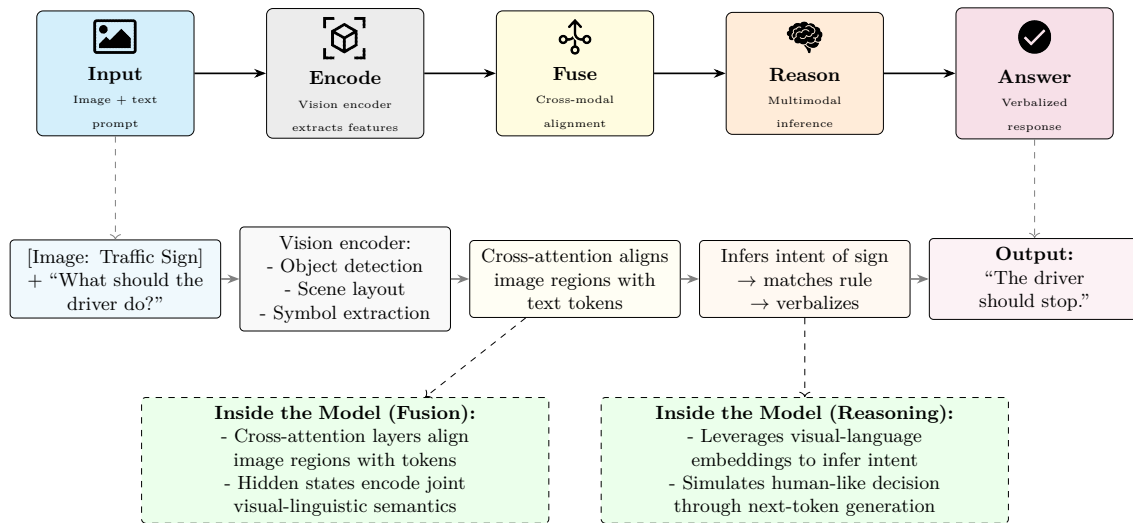 Input
Image + text
prompt
Encode
Vision encoder
extracts features
Fuse
Cross-modal
alignment
Reason
Multimodal
inference
Answer
Verbalized
response
[Image: Traffic Sign]
+ “What should the
driver do?”
Vision encoder:
- Object detection
- Scene layout
- Symbol extraction
Cross-attention aligns
image regions with
text tokens
Infers intent of sign
→ matches rule
→ verbalizes
Output:
“The driver
should stop.”
Inside the Model (Fusion):
- Cross-attention layers align
image regions with tokens
- Hidden states encode joint
visual-linguistic semantics
Inside the Model (Reasoning):
- Leverages visual-language
embeddings to infer intent
- Simulates human-like decision
through next-token generation